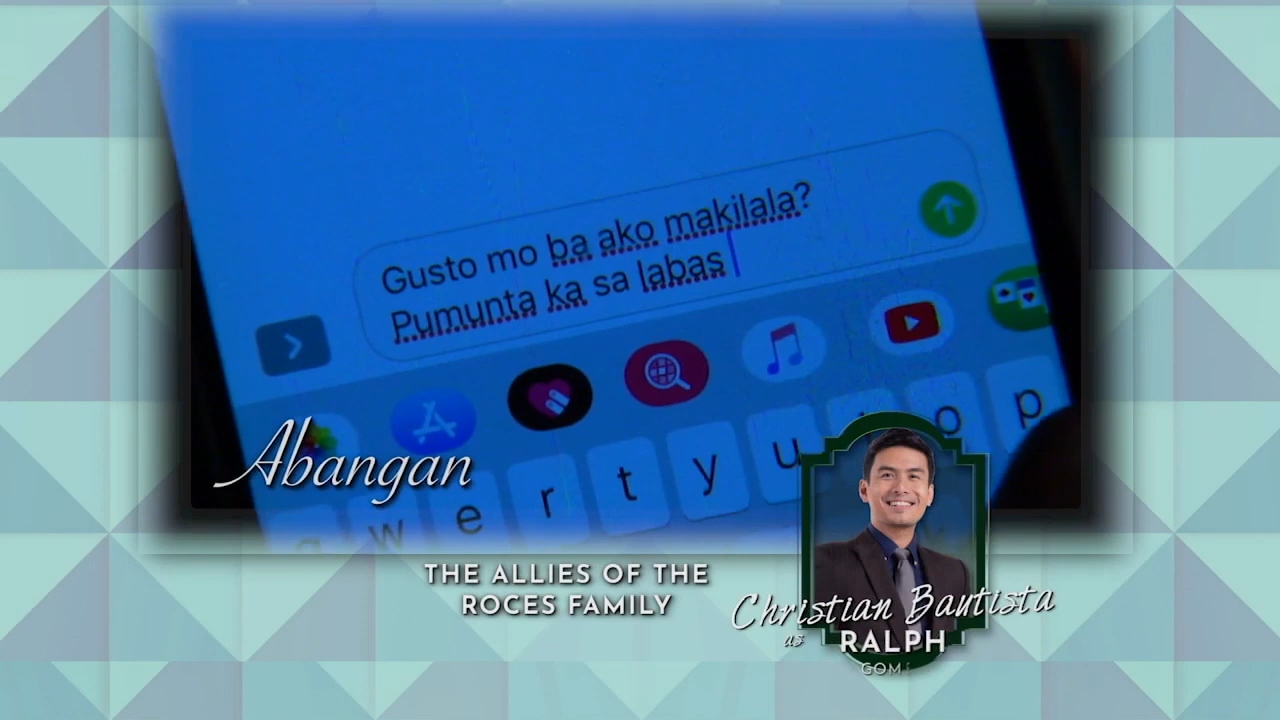 Gusto mo ba ako makilala?
Pumunta ka sa labas
w e r t y u i o p
Abangan
THE ALLIES OF THE
ROCES FAMILY
Christian Bautista
as RALPH
GOM